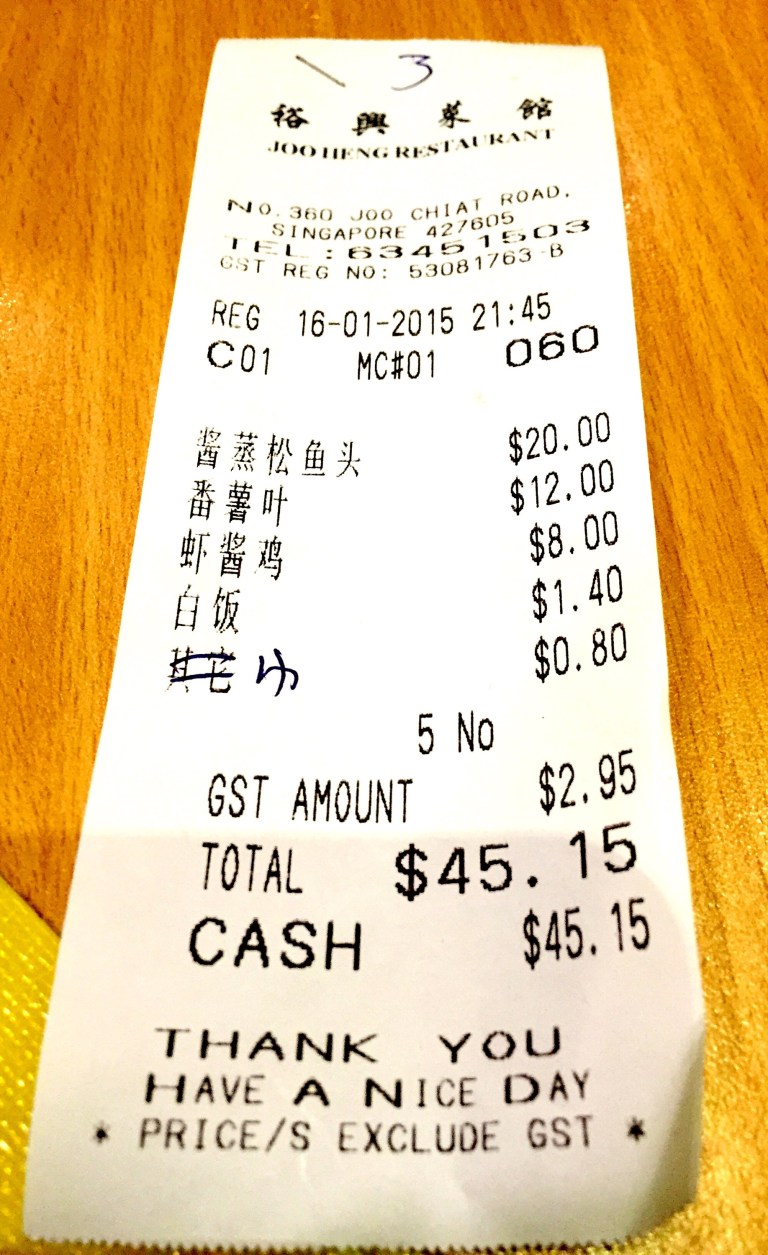 3
裕興菜館
JOO HENG RESTAURANT
NO.360 JOO CHIAT ROAD,
SINGAPORE 427605
TEL:63451503
GST REG NO: 53081763-B
REG 16-01-2015 21:45
C01 MC#01 060
酱蒸松鱼头 $20.00
番薯叶 $12.00
虾酱鸡 $8.00
白饭 $1.40
其它 $0.80
5 No
GST AMOUNT $2.95
TOTAL $45.15
CASH $45.15
THANK YOU
HAVE A NICE DAY
* PRICE/S EXCLUDE GST *